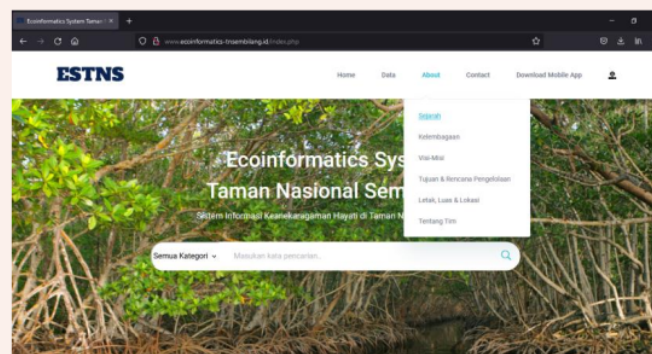 Ecoinformatics System Taman
www.ecoinformatics-tnsembilang.id/index.php
ESTNS
Home Data About Contact Download Mobile App
Sejarah
Kelembagaan
Visi-Misi
Tujuan & Rencana Pengelolaan
Letak, Luas & Lokasi
Tentang Tim
Ecoinformatics Sys
Taman Nasional Sem
Sistem Informasi Keanekaragaman Hayati di Taman N
Semua Kategori Masukan kata pencarian..